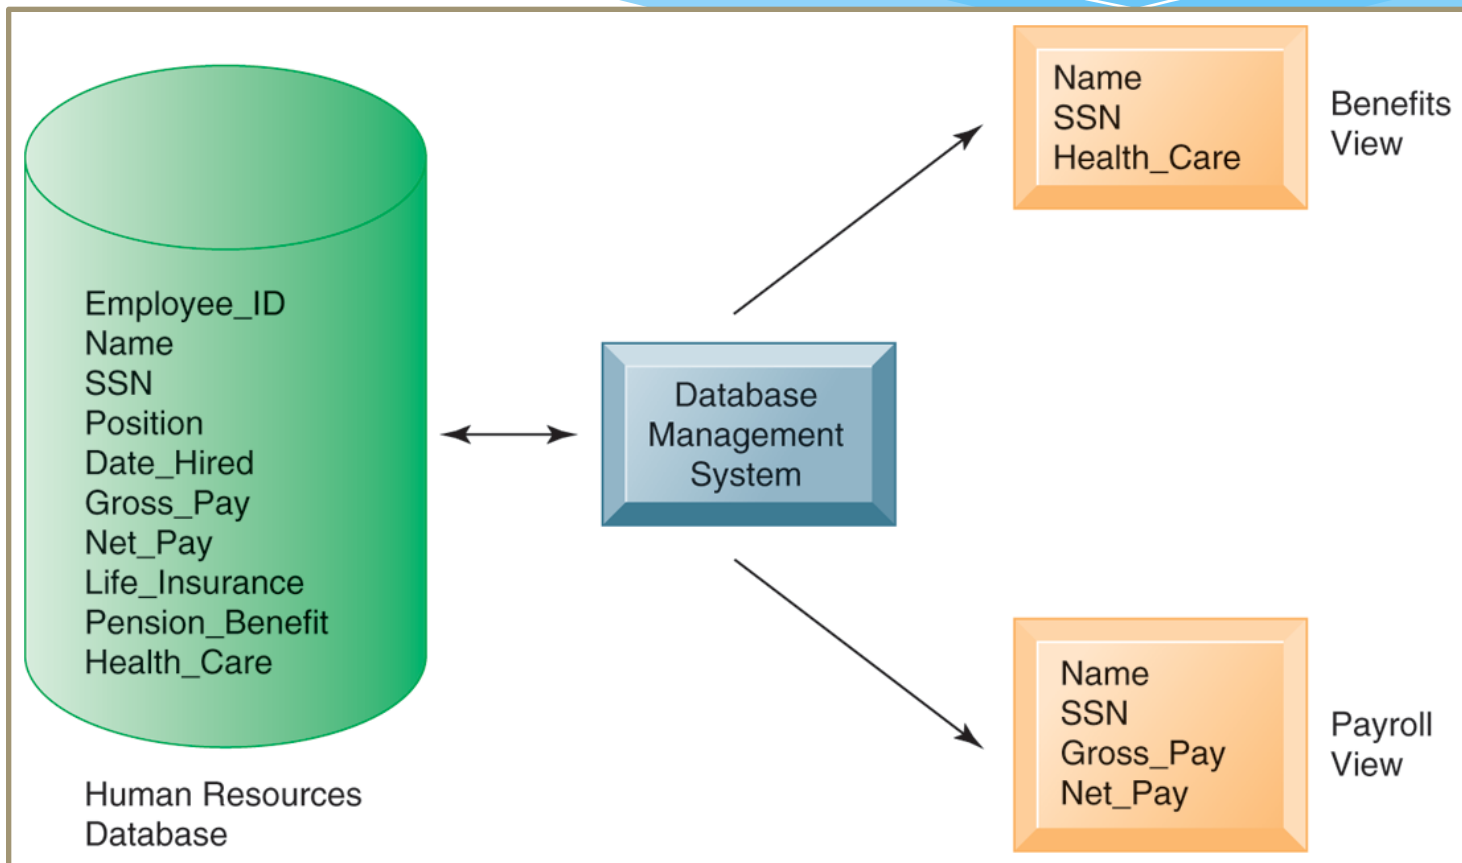 Employee_ID
Name
SSN
Position
Date_Hired
Gross_Pay
Net_Pay
Life_Insurance
Pension_Benefit
Health_Care
Human Resources
Database
Database
Management
System
Name
SSN
Health_Care
Benefits
View
Name
SSN
Gross_Pay
Net_Pay
Payroll
View